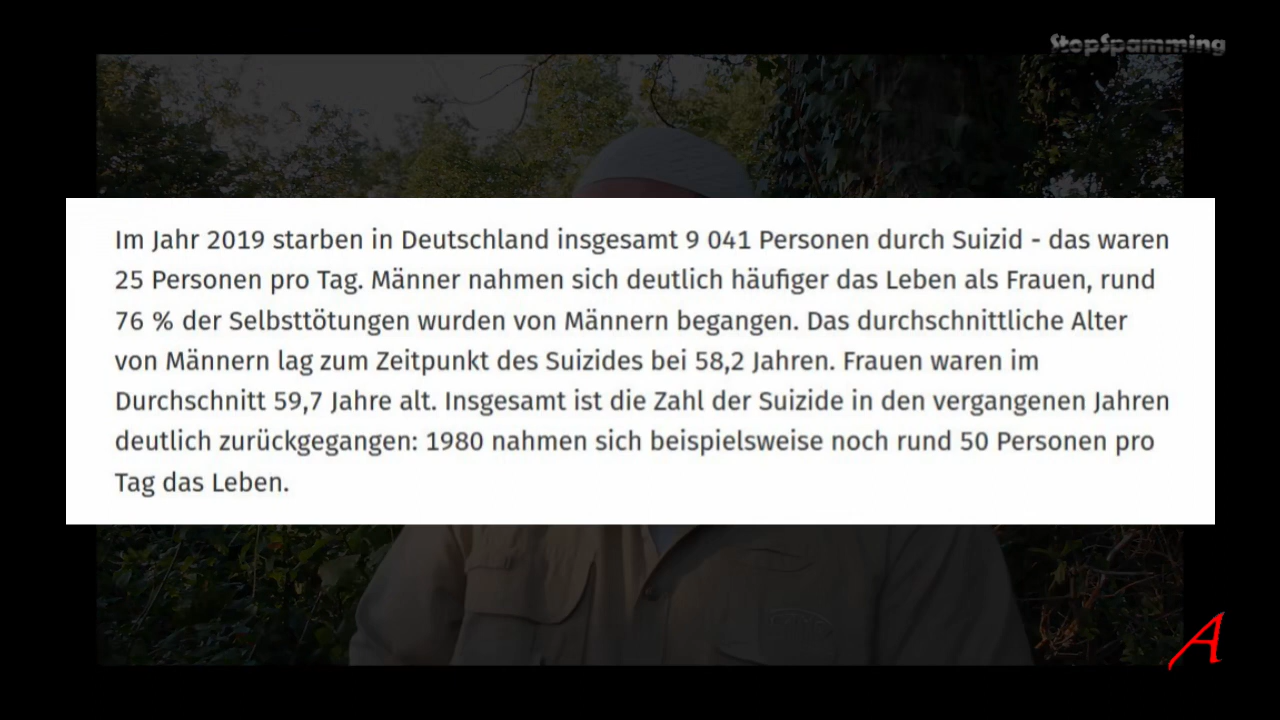 StopSpamming
Im Jahr 2019 starben in Deutschland insgesamt 9 041 Personen durch Suizid - das waren
25 Personen pro Tag. Männer nahmen sich deutlich häufiger das Leben als Frauen, rund
76 % der Selbsttötungen wurden von Männern begangen. Das durchschnittliche Alter
von Männern lag zum Zeitpunkt des Suizides bei 58,2 Jahren. Frauen waren im
Durchschnitt 59,7 Jahre alt. Insgesamt ist die Zahl der Suizide in den vergangenen Jahren
deutlich zurückgegangen: 1980 nahmen sich beispielsweise noch rund 50 Personen pro
Tag das Leben.
A